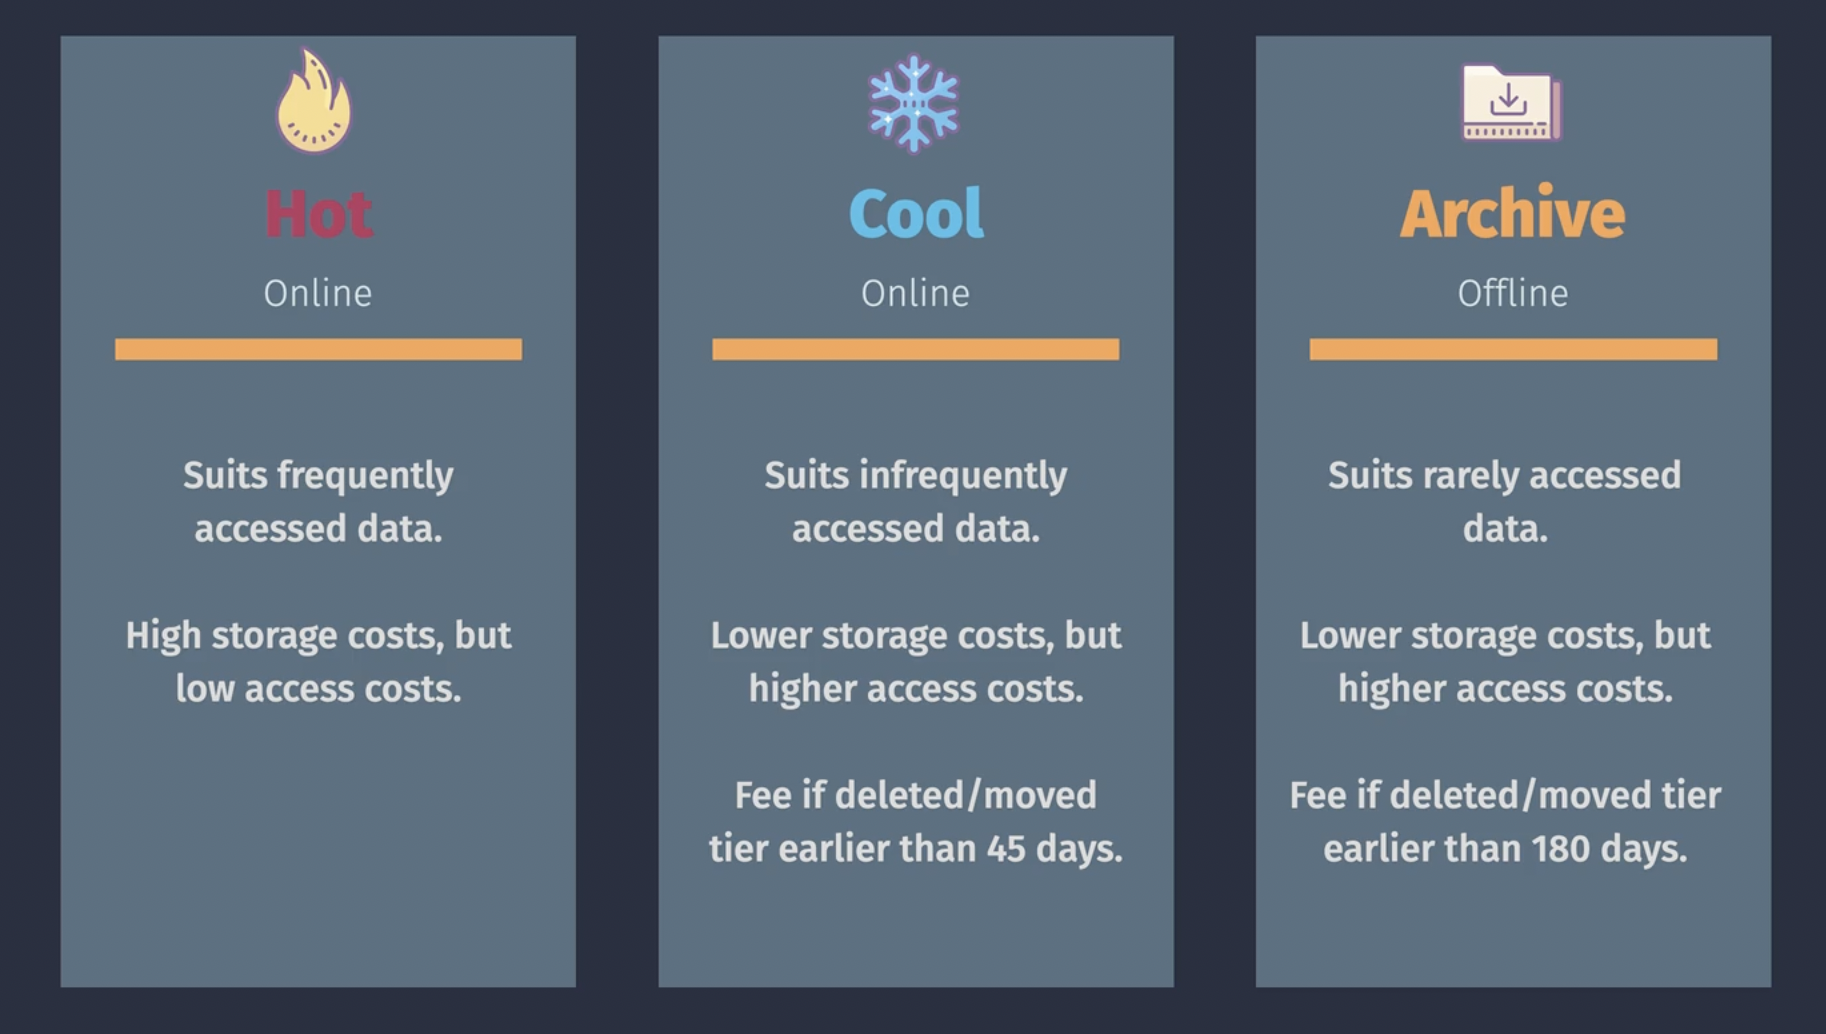 Hot
Online
Suits frequently
accessed data.
High storage costs, but
low access costs.
Cool
Online
Suits infrequently
accessed data.
Lower storage costs, but
higher access costs.
Fee if deleted/moved
tier earlier than 45 days.
Archive
Offline
Suits rarely accessed
data.
Lower storage costs, but
higher access costs.
Fee if deleted/moved tier
earlier than 180 days.